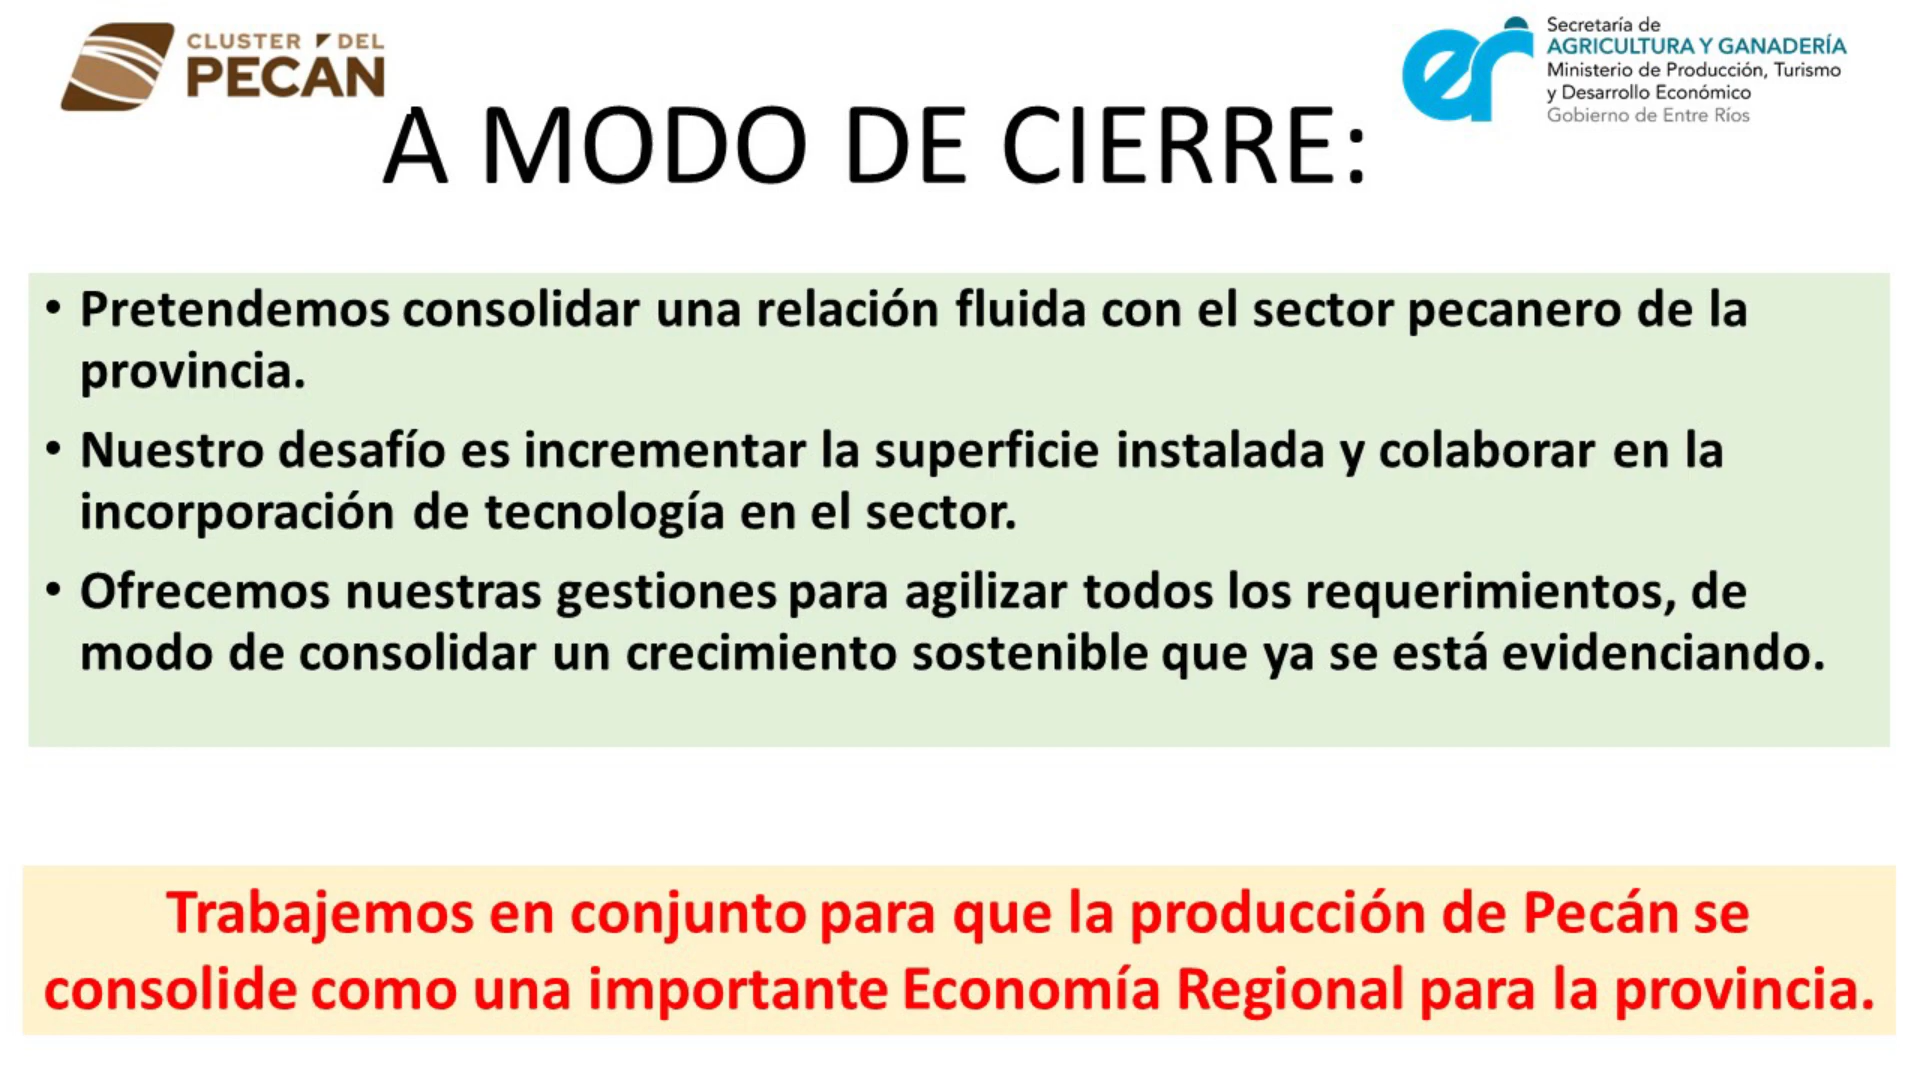 CLUSTER DEL
PECAN
Secretaría de
AGRICULTURA Y GANADERÍA
Ministerio de Producción, Turismo
y Desarrollo Económico
Gobierno de Entre Ríos
er
A MODO DE CIERRE:
• Pretendemos consolidar una relación fluida con el sector pecanero de la
provincia.
• Nuestro desafío es incrementar la superficie instalada y colaborar en la
incorporación de tecnología en el sector.
• Ofrecemos nuestras gestiones para agilizar todos los requerimientos, de
modo de consolidar un crecimiento sostenible que ya se está evidenciando.
Trabajemos en conjunto para que la producción de Pecán se
consolide como una importante Economía Regional para la provincia.